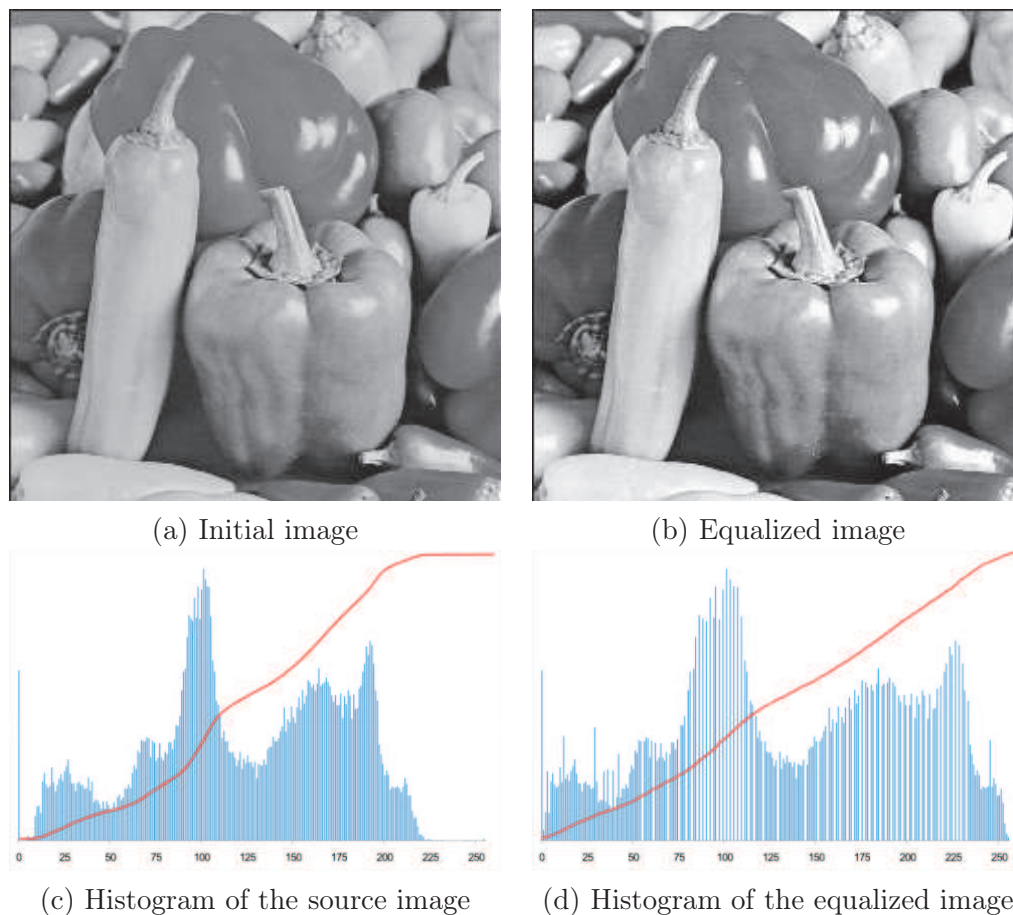 (a) Initial image
(b) Equalized image
0 25 50 75 100 125 150 175 200 225 250
0 25 50 75 100 125 150 175 200 225 250
(c) Histogram of the source image
(d) Histogram of the equalized image